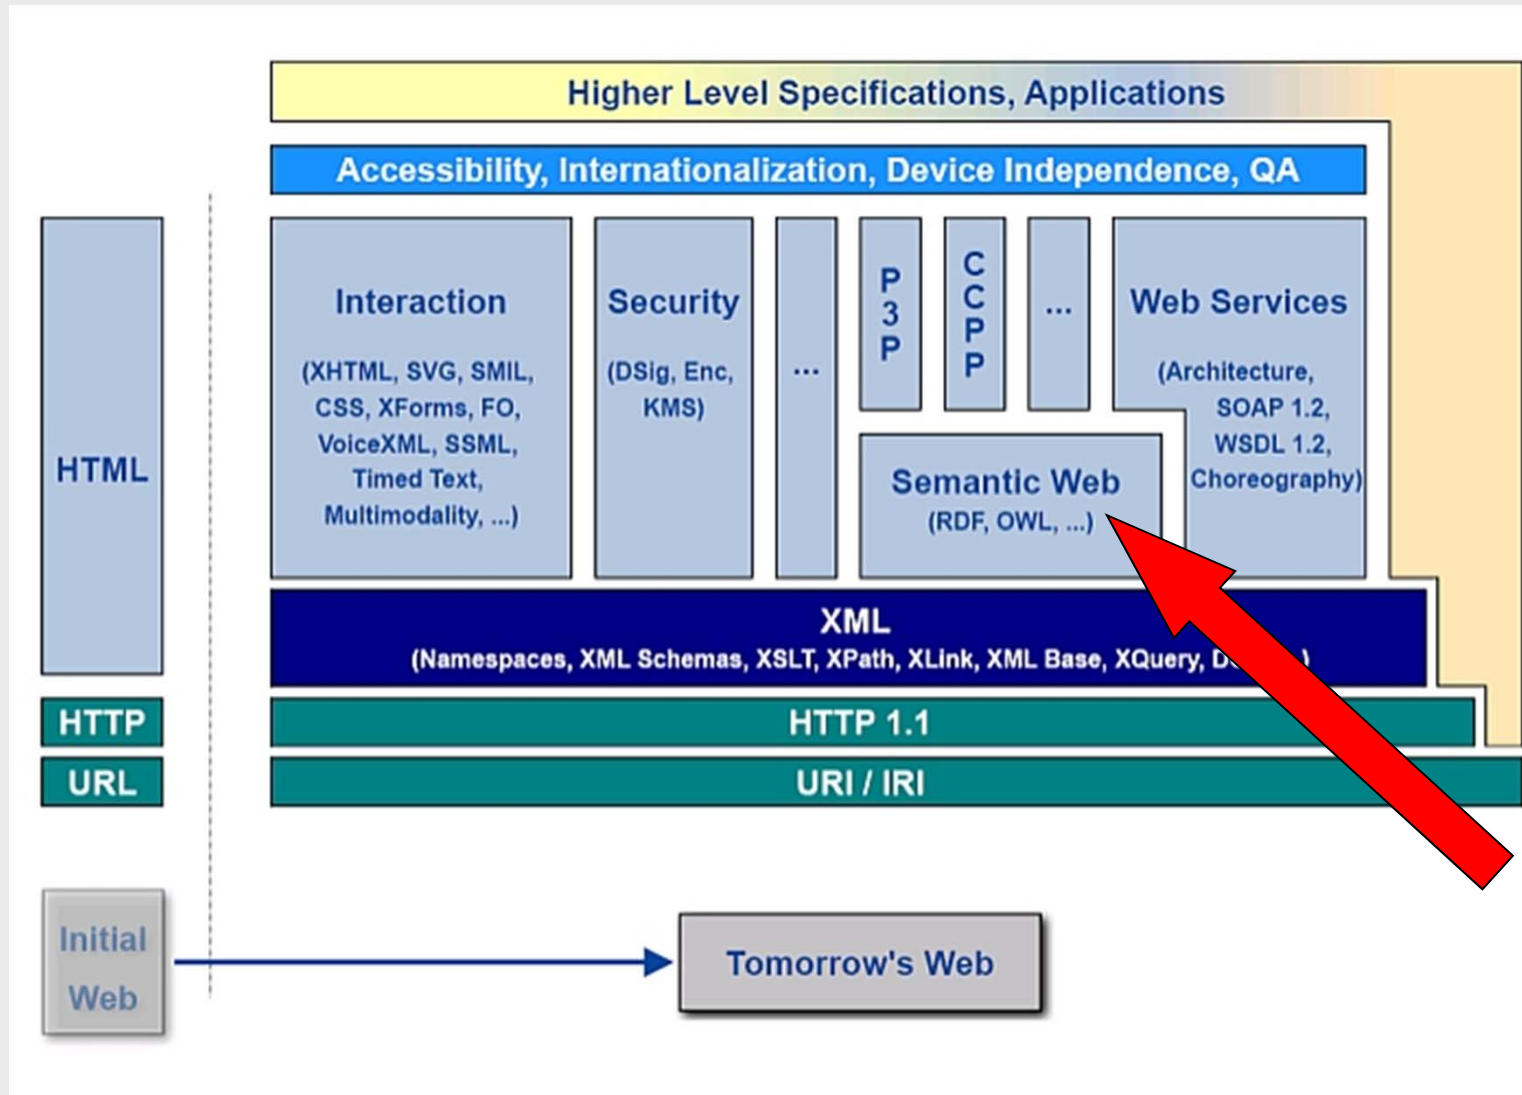 Higher Level Specifications, Applications
Accessibility, Internationalization, Device Independence, QA
HTML
Interaction
(XHTML, SVG, SMIL,
CSS, XForms, FO,
VoiceXML, SSML,
Timed Text,
Multimodality, ...)
Security
(DSig, Enc,
KMS)
...
P
3
P
C
C
P
P
...
Web Services
(Architecture,
SOAP 1.2,
WSDL 1.2,
Choreography)
Semantic Web
(RDF, OWL, ...)
XML
(Namespaces, XML Schemas, XSLT, XPath, XLink, XML Base, XQuery,
HTTP
HTTP 1.1
URL
URI / IRI
Initial
Web
Tomorrow's Web